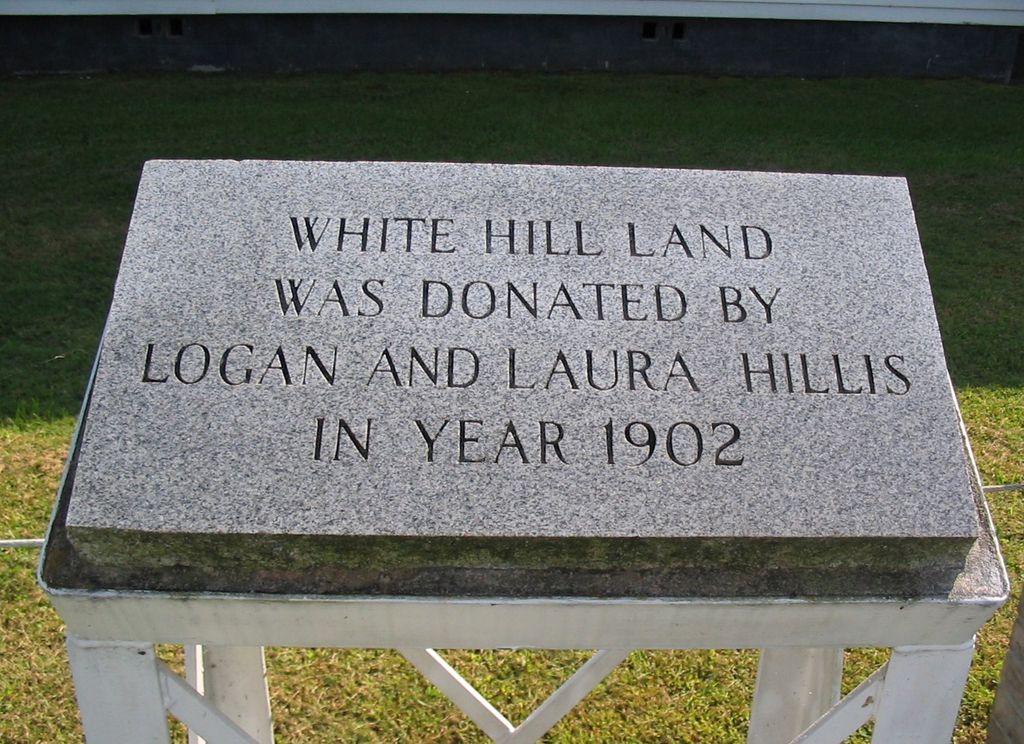 WHITE HILL LAND
WAS DONATED BY
LOGAN AND LAURA HILLIS
IN YEAR 1902